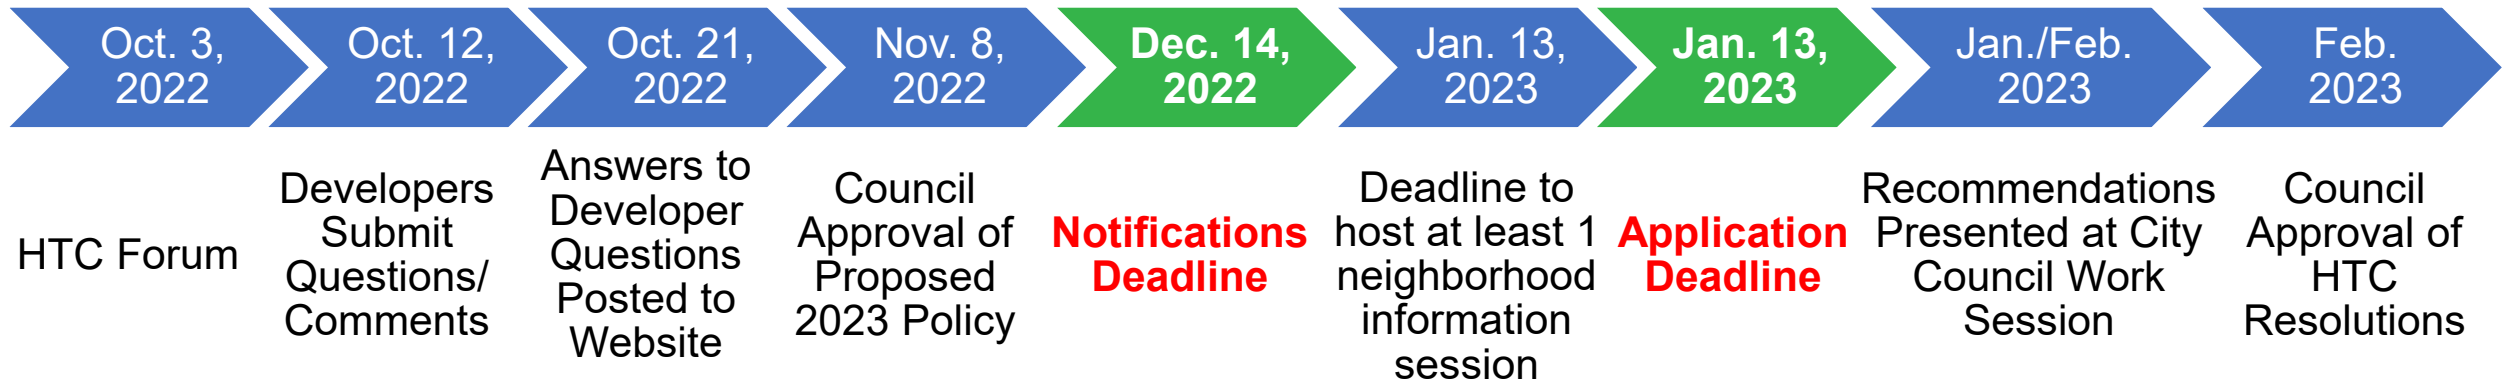 Oct. 3,
2022
Oct. 12,
2022
Oct. 21,
2022
Nov. 8,
2022
Dec. 14,
2022
Jan. 13,
2023
Jan. 13,
2023
Jan./Feb.
2023
Feb.
2023
HTC Forum
Developers
Submit
Questions/
Comments
Answers to
Developer
Questions
Posted to
Website
Council
Approval of
Proposed
2023 Policy
Notifications
Deadline
Deadline to
host at least 1
neighborhood
information
session
Application
Deadline
Recommendations
Presented at City
Council Work
Session
Council
Approval of
HTC
Resolutions